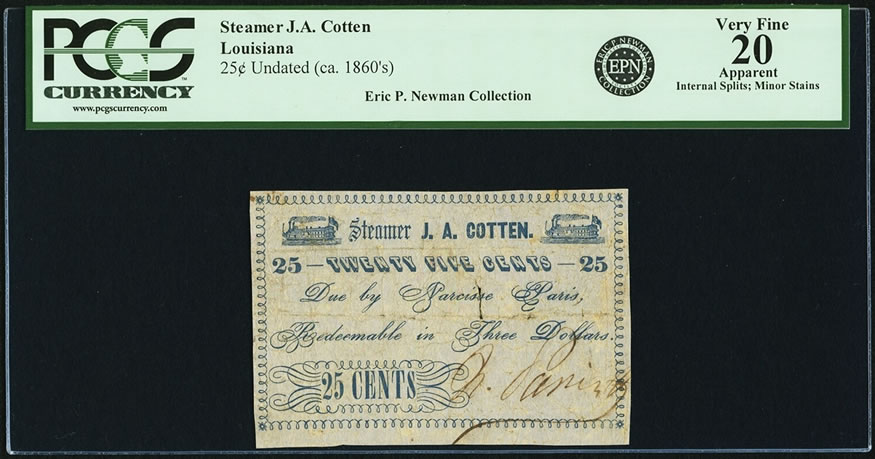 PCGS
CURRENCY
www.pcgscurrency.com
Steamer J.A. Cotten
Louisiana
25¢ Undated (ca. 1860's)
Eric P. Newman Collection
ERIC P. NEWMAN
EPN
COLLECTION
Very Fine
20
Apparent
Internal Splits; Minor Stains
Steamer J. A. COTTEN.
25 — TWENTY FIVE CENTS — 25
Due by Narcisse Paris,
Redeemable in Three Dollars.
25 CENTS
N. Paris